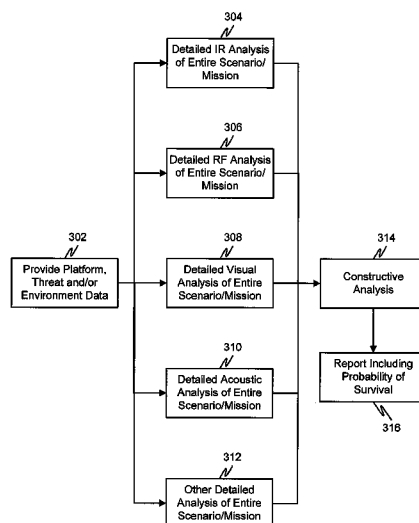 304
Detailed IR Analysis
of Entire Scenario/
Mission
306
Detailed RF Analysis
of Entire Scenario/
Mission
302
Provide Platform,
Threat and/or
Environment Data
308
Detailed Visual
Analysis of Entire
Scenario/Mission
314
Constructive
Analysis
310
Detailed Acoustic
Analysis of Entire
Scenario/Mission
Report Including
Probability of
Survival
316
312
Other Detailed
Analysis of Entire
Scenario/Mission